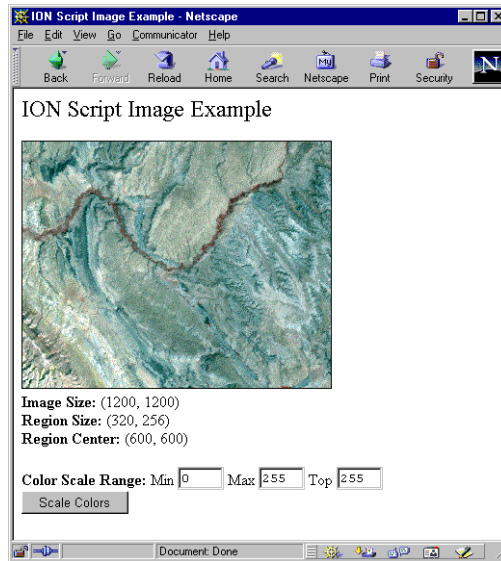 ION Script Image Example - Netscape
File Edit View Go Communicator Help
Back Forward Reload Home Search Netscape Print Security
My
N
ION Script Image Example
Image Size: (1200, 1200)
Region Size: (320, 256)
Region Center: (600, 600)
Color Scale Range: Min 0 Max 255 Top 255
Scale Colors
Document: Done